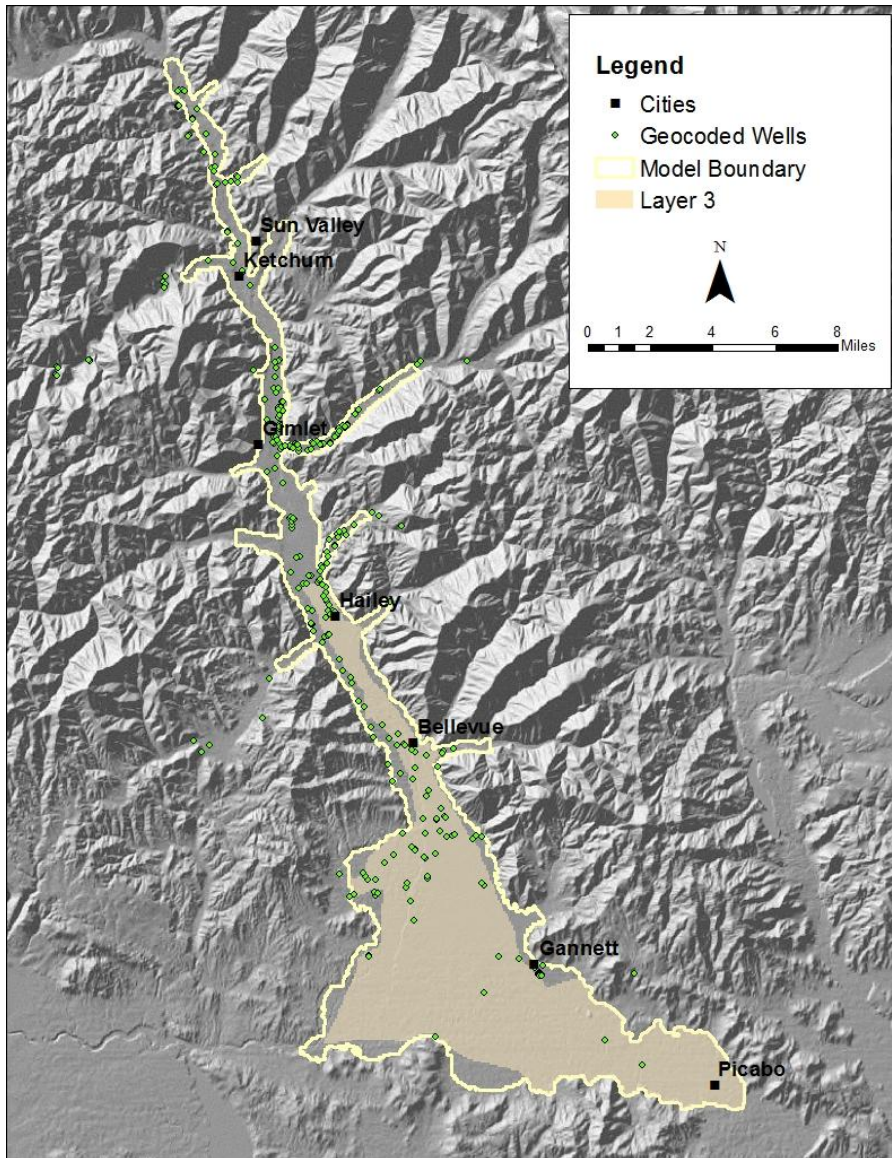 Legend
Cities
Geocoded Wells
Model Boundary
Layer 3
N
0 1 2 4 6 8
Miles
Sun Valley
Ketchum
Gimlet
Hailey
Bellevue
Gannett
Picabo